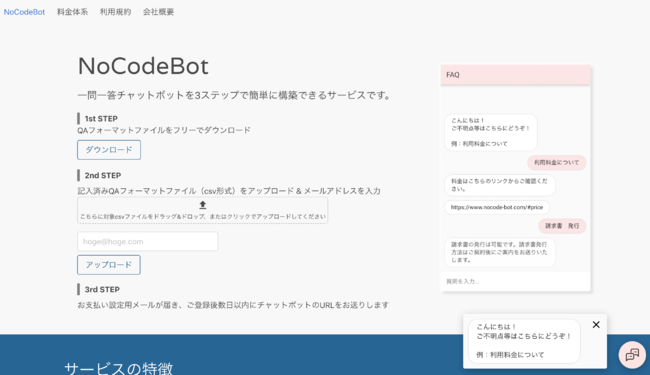 NoCodeBot 料金体系 利用規約 会社概要
NoCodeBot
一問一答チャットボットを3ステップで簡単に構築できるサービスです。
1st STEP
QAフォーマットファイルをフリーでダウンロード
ダウンロード
2nd STEP
記入済みQAフォーマットファイル（csv形式）をアップロード & メールアドレスを入力
こちらに対象csvファイルをドラッグ&ドロップ、またはクリックでアップロードしてください
hoge@hoge.com
アップロード
3rd STEP
お支払い設定用メールが届き、ご登録後数日以内にチャットボットのURLをお送りします
FAQ
こんにちは！
ご不明点等はこちらにどうぞ！
例：利用料金について
利用料金について
料金はこちらのリンクからご確認くだ
さい。
https://www.nocode-bot.com/#price
請求書　発行
請求書の発行は可能です。請求書発行
方法はご契約後にご案内をお送りいた
します。
質問を入力...
こんにちは！
ご不明点等はこちらにどうぞ！
例：利用料金について
サービスの特徴